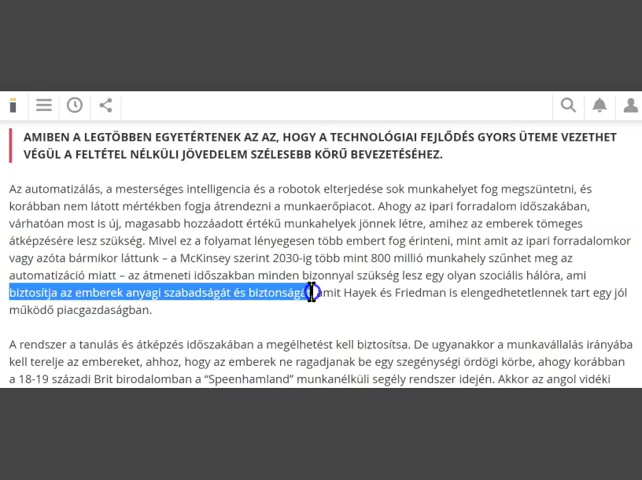 AMIBEN A LEGTÖBBEN EGYETÉRTENEK AZ AZ, HOGY A TECHNOLÓGIAI FEJLŐDÉS GYORS ÜTEME VEZETHET
VÉGÜL A FELTÉTEL NÉLKÜLI JÖVEDELEM SZÉLESEBB KÖRŰ BEVEZETÉSÉHEZ.
Az automatizálás, a mesterséges intelligencia és a robotok elterjedése sok munkahelyet fog megszüntetni, és
korábban nem látott mértékben fogja átrendezni a munkaerőpiacot. Ahogy az ipari forradalom időszakában,
várhatóan most is új, magasabb hozzáadott értékű munkahelyek jönnek létre, amihez az emberek tömeges
átképzésére lesz szükség. Mivel ez a folyamat lényegesen több embert fog érinteni, mint amit az ipari forradalomkor
vagy azóta bármikor láttunk – a McKinsey szerint 2030-ig több mint 800 millió munkahely szűnhet meg az
automatizáció miatt – az átmeneti időszakban minden bizonnyal szükség lesz egy olyan szociális hálóra, ami
biztosítja az emberek anyagi szabadságát és biztonságát amit Hayek és Friedman is elengedhetetlennek tart egy jól
működő piacgazdaságban.
A rendszer a tanulás és átképzés időszakában a megélhetést kell biztosítsa. De ugyanakkor a munkavállalás irányába
kell terelje az embereket, ahhoz, hogy az emberek ne ragadjanak be egy szegénységi ördögi körbe, ahogy korábban
a 18-19 századi Brit birodalomban a “Speenhamland” munkanélküli segély rendszer idején. Akkor az angol vidéki